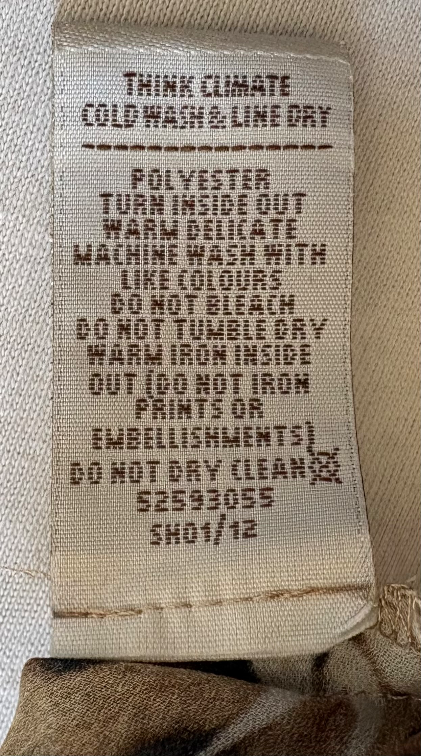 THINK CLIMATE
COLD WASH & LINE DRY
POLYESTER
TURN INSIDE OUT
WARM DELICATE
MACHINE WASH WITH
LIKE COLOURS
DO NOT BLEACH
DO NOT TUMBLE DRY
WARM IRON INSIDE
OUT (DO NOT IRON
PRINTS OR
EMBELLISHMENTS)
DO NOT DRY CLEAN
52593055
SH01/12